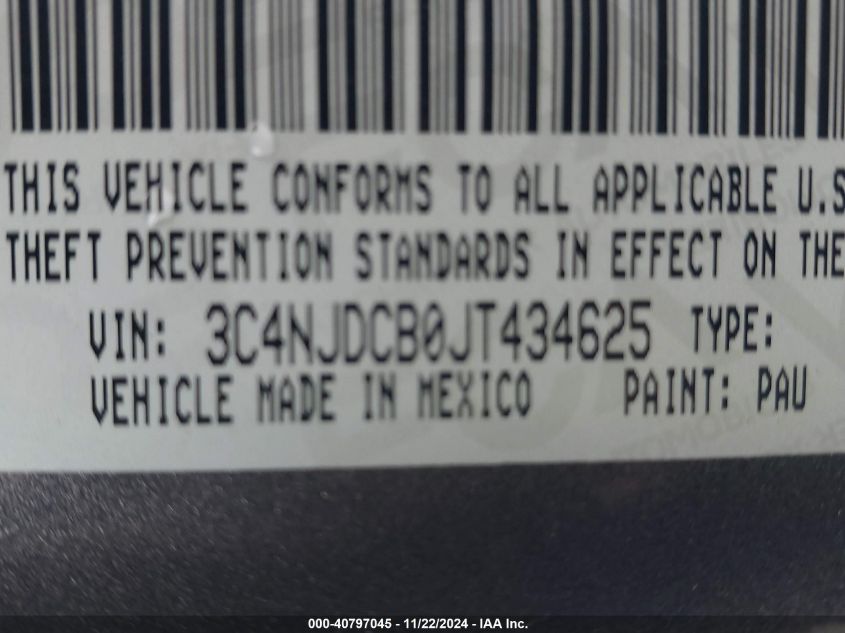 THIS VEHICLE CONFORMS TO ALL APPLICABLE U.S
THEFT PREVENTION STANDARDS IN EFFECT ON THE
VIN: 3C4NJDCB0JT434625 TYPE:
VEHICLE MADE IN MEXICO PAINT: PAU
000-40797045 - 11/22/2024 - IAA Inc.